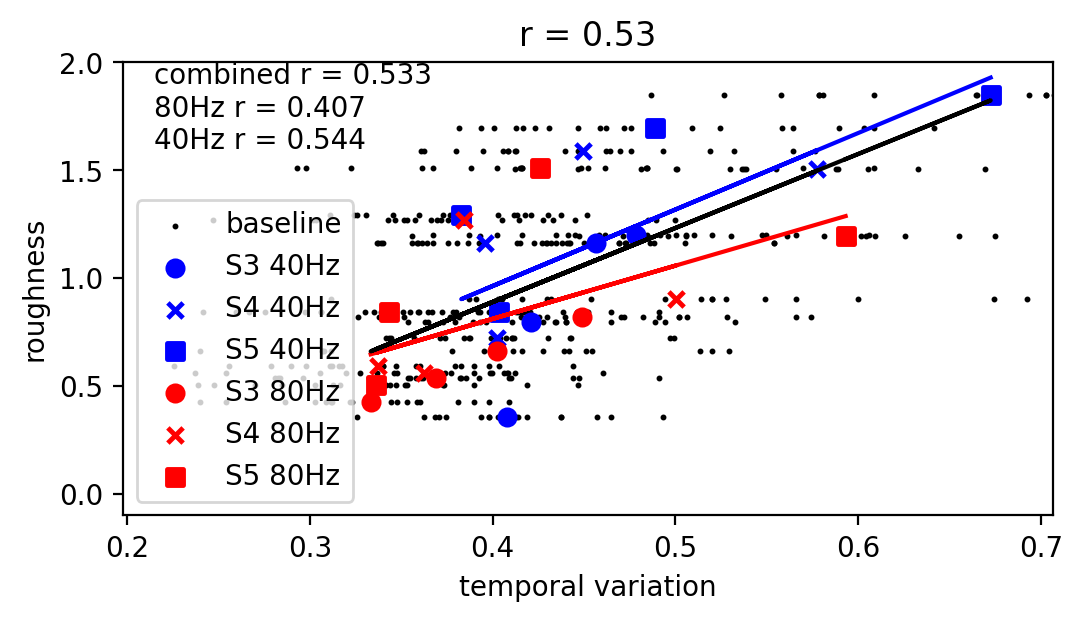 r = 0.53
combined r = 0.533
80Hz r = 0.407
40Hz r = 0.544
baseline
S3 40Hz
S4 40Hz
S5 40Hz
S3 80Hz
S4 80Hz
S5 80Hz
roughness
2.0
1.5
1.0
0.5
0.0
0.2 0.3 0.4 0.5 0.6 0.7
temporal variation